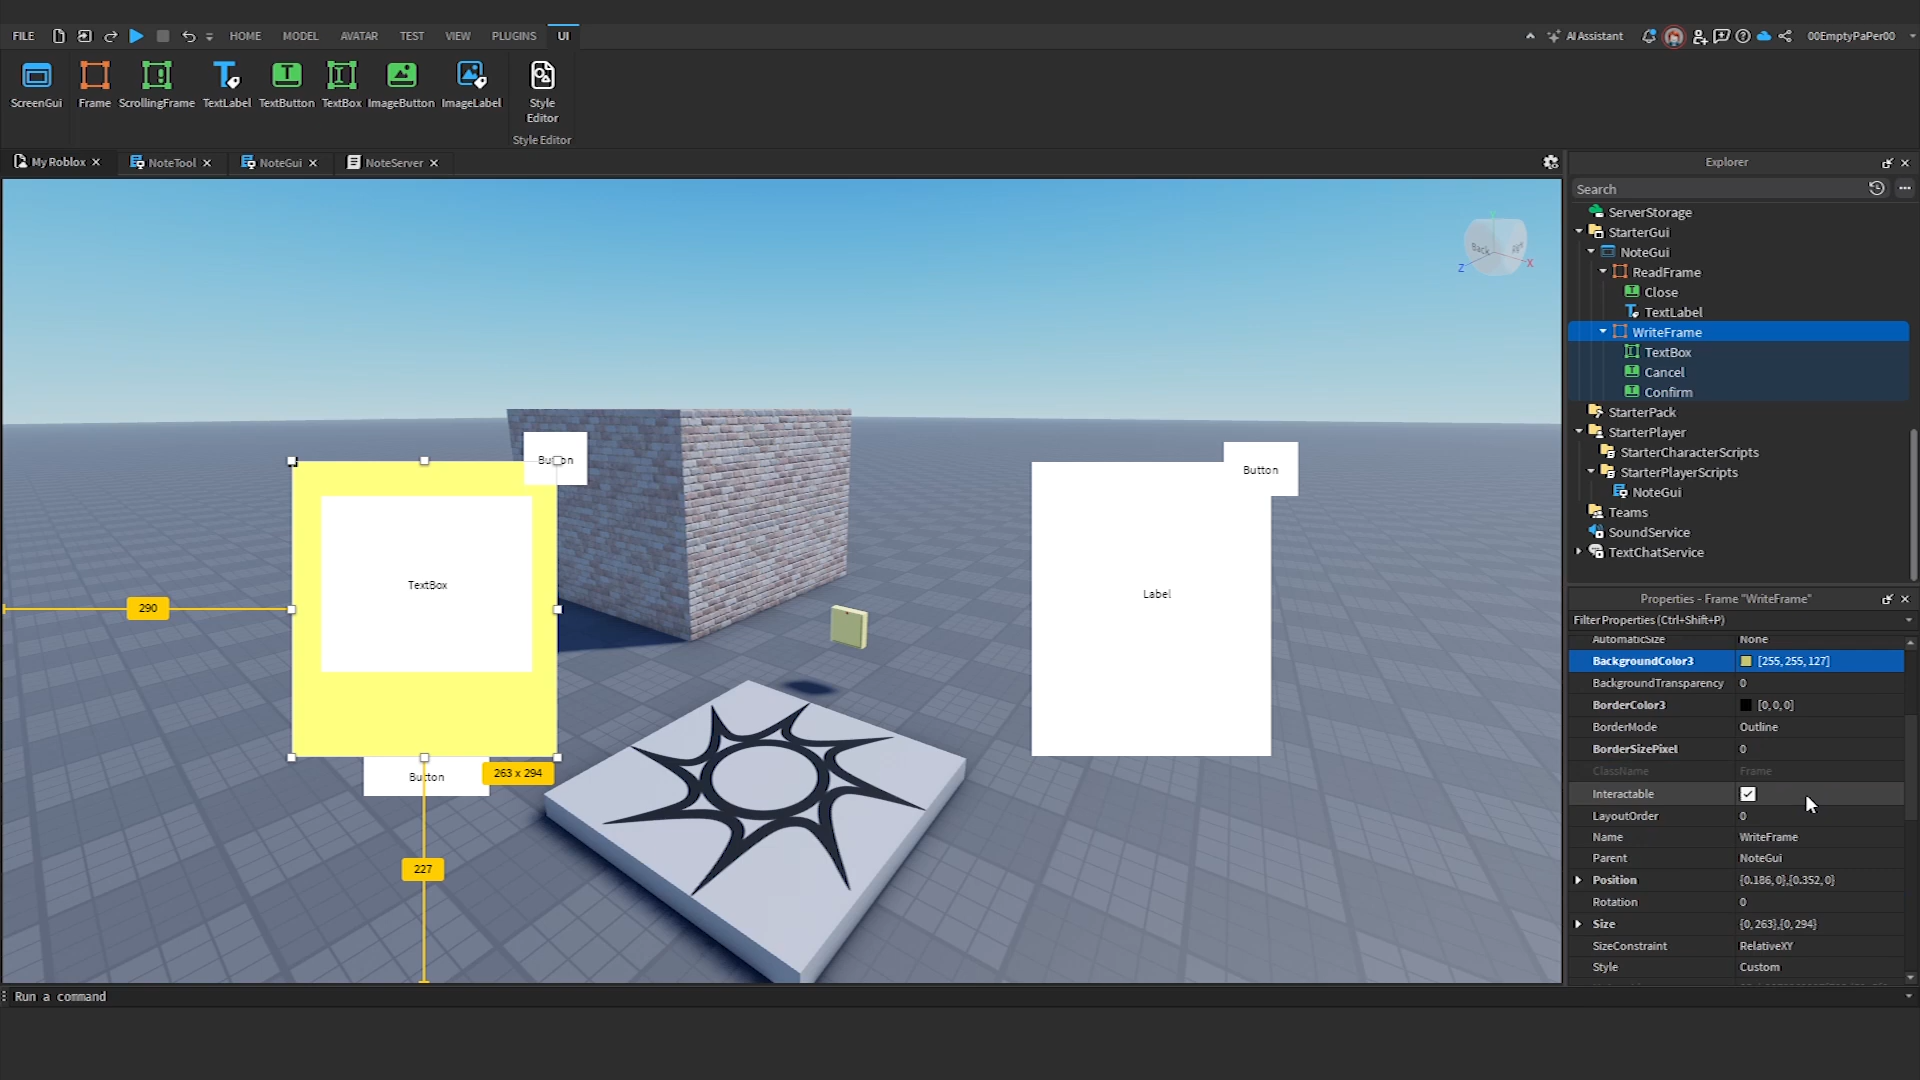 FILE HOME MODEL AVATAR TEST VIEW PLUGINS UI AI Assistant 00EmptyPaPer00
ScreenGui Frame ScrollingFrame TextLabel TextButton TextBox ImageButton ImageLabel Style
Editor
Style Editor
My Roblox NoteTool NoteGui NoteServer
Explorer
Search
ServerStorage
StarterGui
NoteGui
ReadFrame
Close
TextLabel
WriteFrame
TextBox
Cancel
Confirm
StarterPack
StarterPlayer
StarterCharacterScripts
StarterPlayerScripts
NoteGui
Teams
SoundService
TextChatService
Y
Back
Z X
Button
Button
TextBox
Label
290
Button
263 x 294
227
Properties - Frame "WriteFrame"
Filter Properties (Ctrl+Shift+P)
AutomaticSize None
BackgroundColor3 [255, 255, 127]
BackgroundTransparency 0
BorderColor3 [0, 0, 0]
BorderMode Outline
BorderSizePixel 0
ClassName Frame
Interactable
LayoutOrder 0
Name WriteFrame
Parent NoteGui
Position {0.186, 0},{0.352, 0}
Rotation 0
Size {0, 263},{0, 294}
SizeConstraint RelativeXY
Style Custom
Run a command